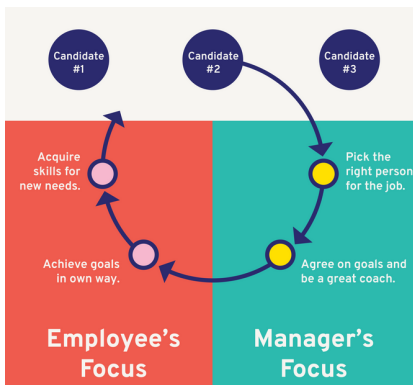 Candidate
#1
Candidate
#2
Candidate
#3
Acquire
skills for
new needs.
Pick the
right person
for the job.
Achieve goals
in own way.
Agree on goals and
be a great coach.
Employee's
Focus
Manager's
Focus